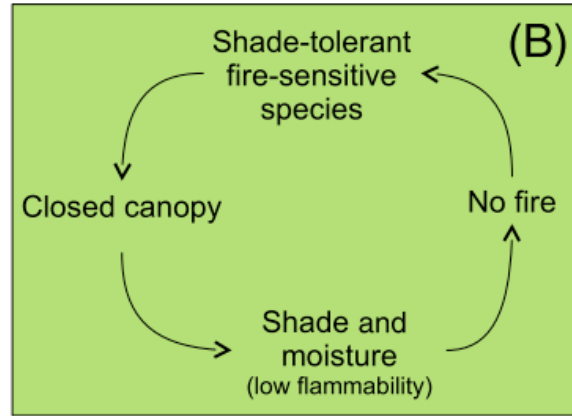 (B)
Shade-tolerant
fire-sensitive
species
Closed canopy
No fire
Shade and
moisture
(low flammability)